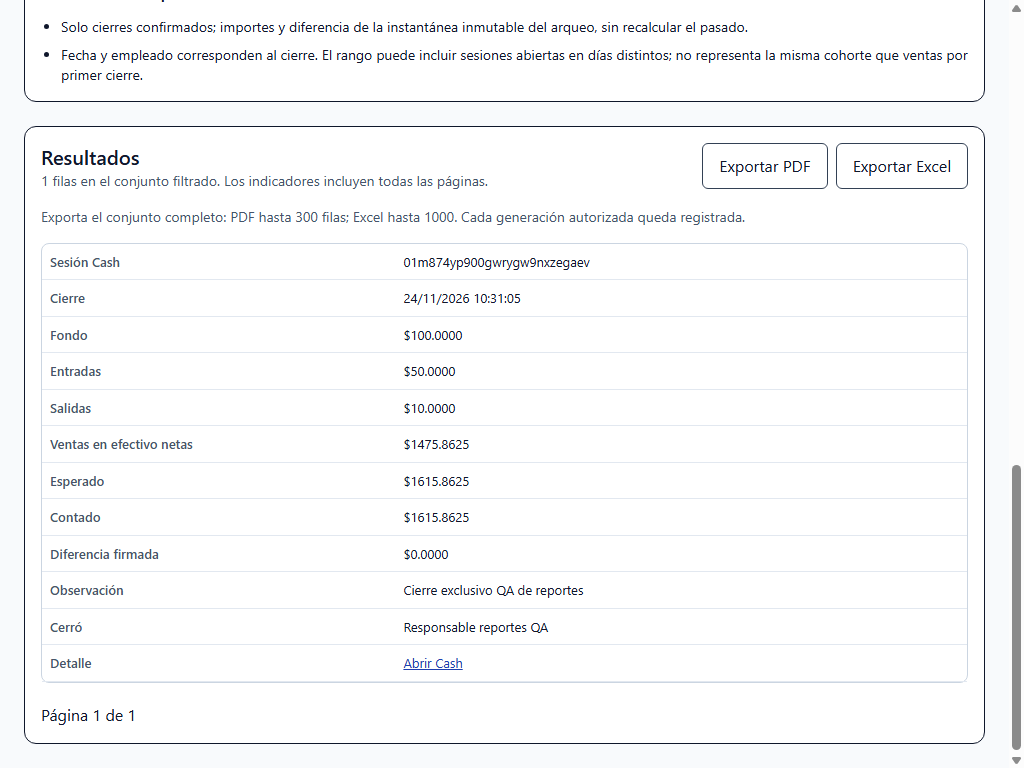 Solo cierres confirmados; importes y diferencia de la instantánea inmutable del arqueo, sin recalcular el pasado.
Fecha y empleado corresponden al cierre. El rango puede incluir sesiones abiertas en días distintos; no representa la misma cohorte que ventas por
primer cierre.
Resultados
1 filas en el conjunto filtrado. Los indicadores incluyen todas las páginas.
Exportar PDF
Exportar Excel
Exporta el conjunto completo: PDF hasta 300 filas; Excel hasta 1000. Cada generación autorizada queda registrada.
Sesión Cash 01m874yp900gwrygw9nxzegaev
Cierre 24/11/2026 10:31:05
Fondo $100.0000
Entradas $50.0000
Salidas $10.0000
Ventas en efectivo netas $1475.8625
Esperado $1615.8625
Contado $1615.8625
Diferencia firmada $0.0000
Observación Cierre exclusivo QA de reportes
Cerró Responsable reportes QA
Detalle Abrir Cash
Página 1 de 1